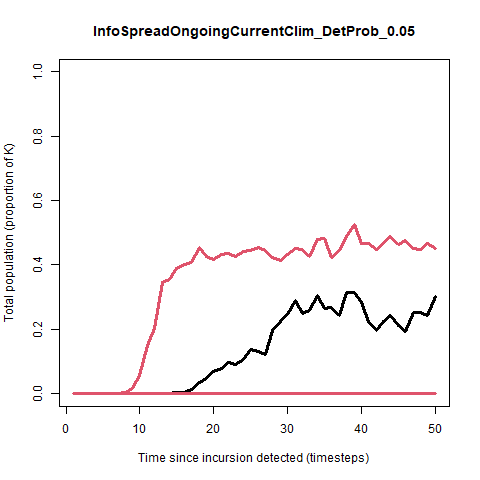 InfoSpreadOngoingCurrentClim_DetProb_0.05
Total population (proportion of K)
1.0
0.8
0.6
0.4
0.2
0.0
0 10 20 30 40 50
Time since incursion detected (timesteps)